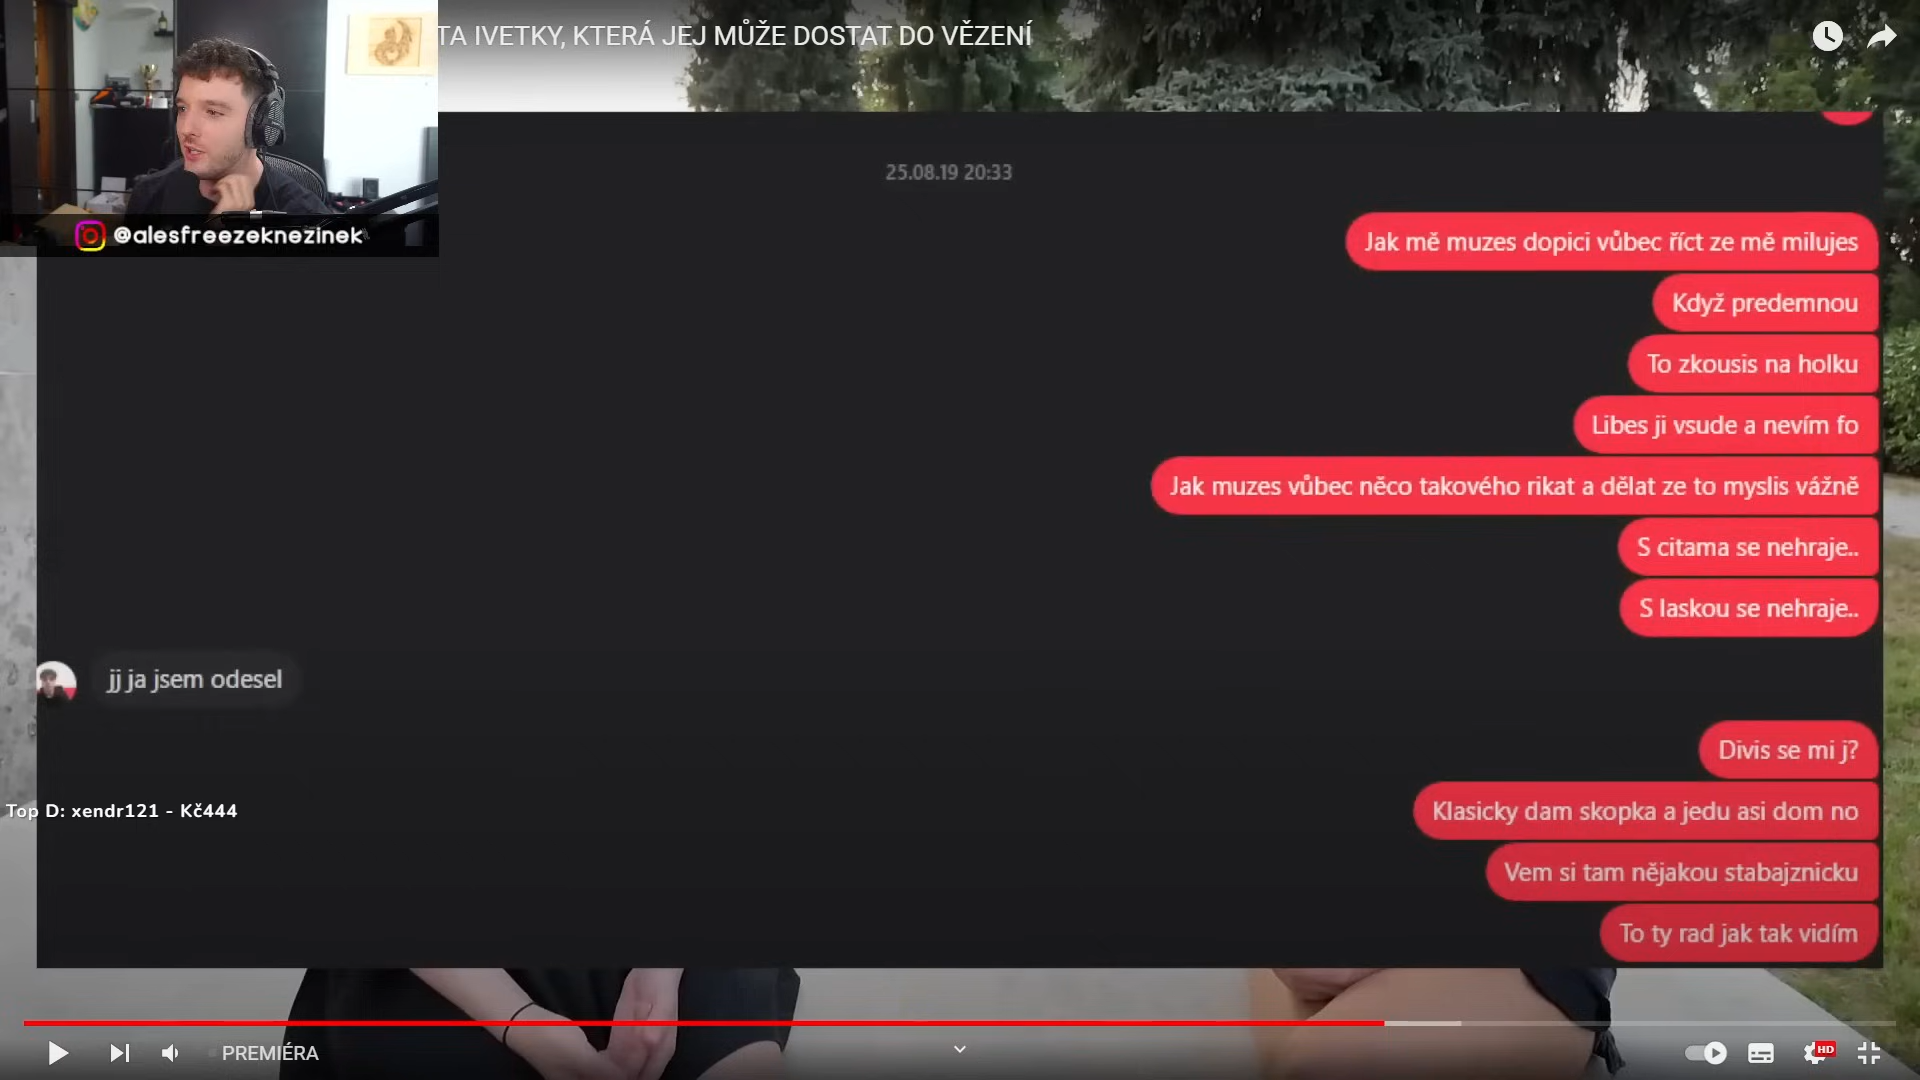 TA IVETKY, KTERÁ JEJ MŮŽE DOSTAT DO VĚZENÍ
@alesfreezeknezinek
25.08.19 20:33
Jak mě muzes dopici vůbec říct ze mě milujes
Když predemnou
To zkousis na holku
Libes ji vsude a nevím fo
Jak muzes vůbec něco takového rikat a dělat ze to myslis vážně
S citama se nehraje..
S laskou se nehraje..
jj ja jsem odesel
Divis se mi j?
Top D: xendr121 - Kč444
Klasicky dam skopka a jedu asi dom no
Vem si tam nějakou stabajznicku
To ty rad jak tak vidím
PREMIÉRA
HD